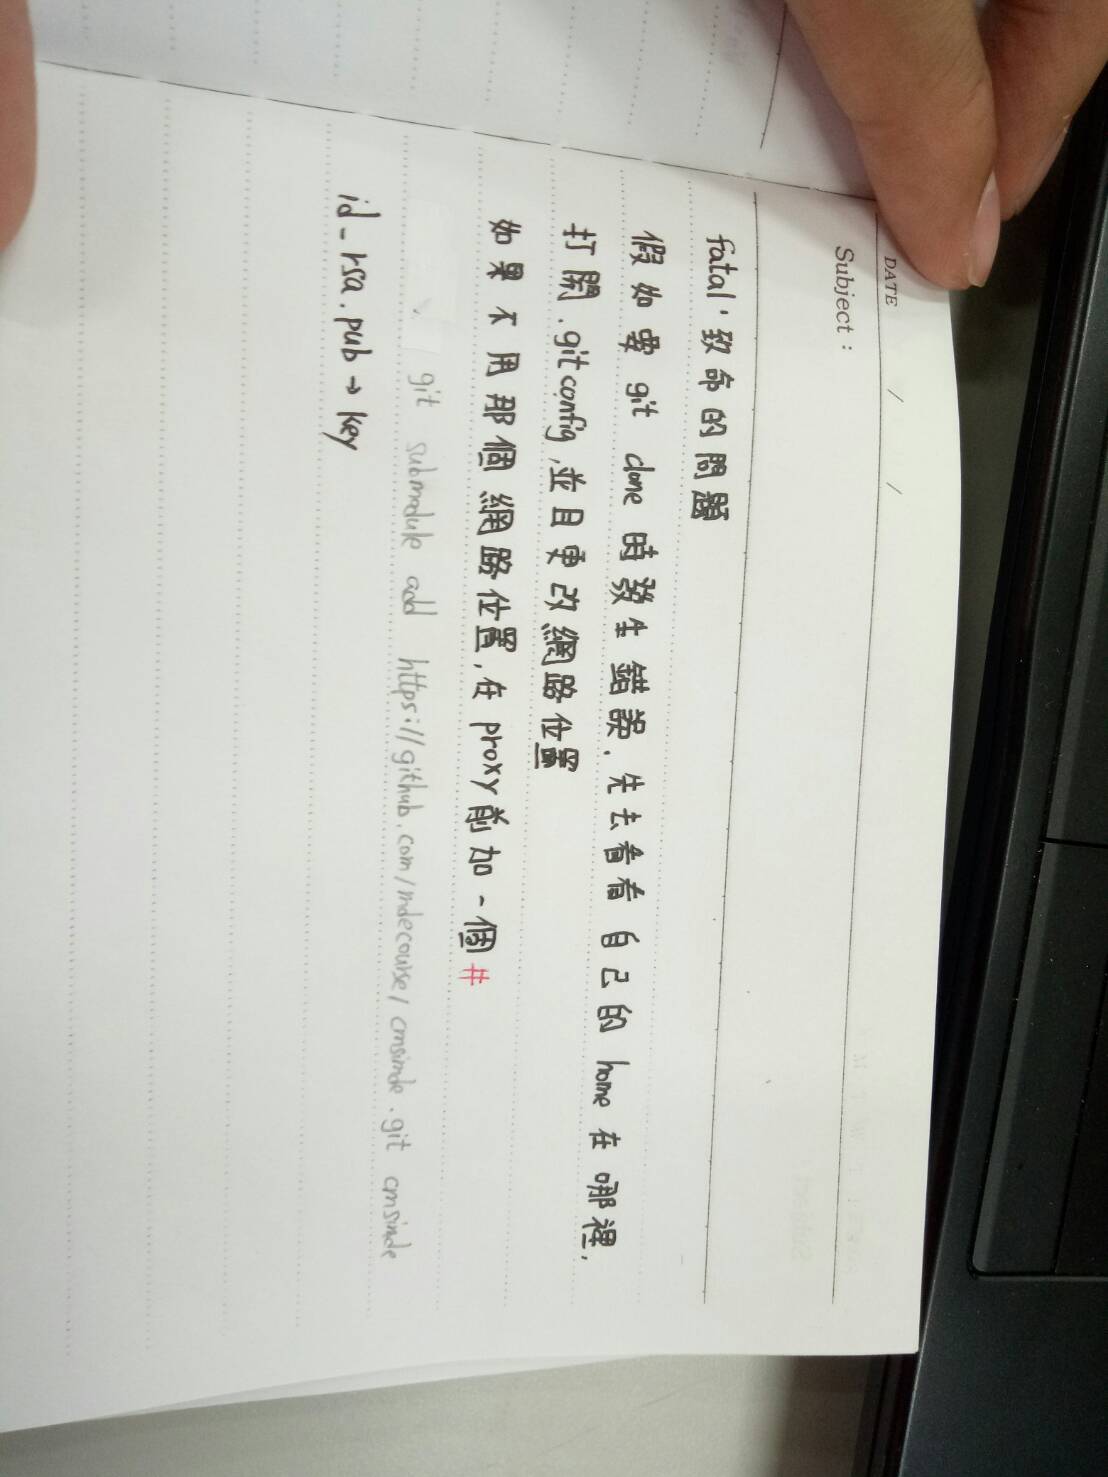 DATE / /
Subject :
fatal：致命的問題
假如要 git clone 時發生錯誤，先去看看自己的 home 在哪裡，
打開 .gitconfig，並且更改網路位置
如果不用那個網路位置，在 proxy 前加一個 #
git submodule add https://github.com/mdecourse/cmsimde.git cmsimde
id_rsa.pub → key